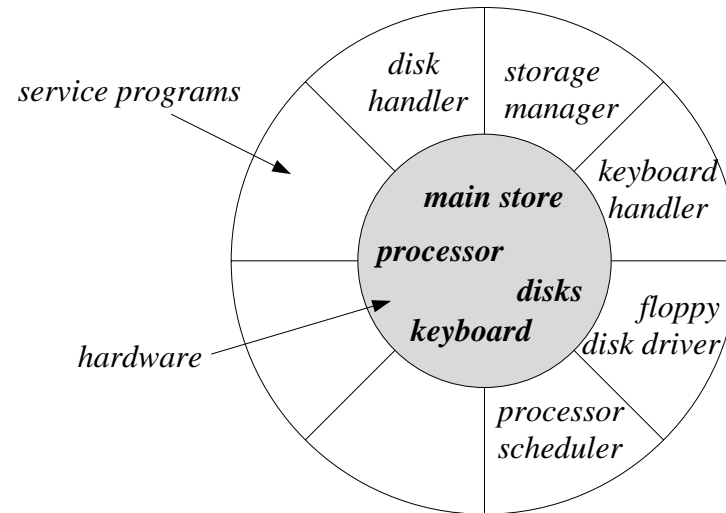 disk
handler
storage
manager
service programs
keyboard
handler
main store
processor
disks
keyboard
floppy
disk driver
hardware
processor
scheduler